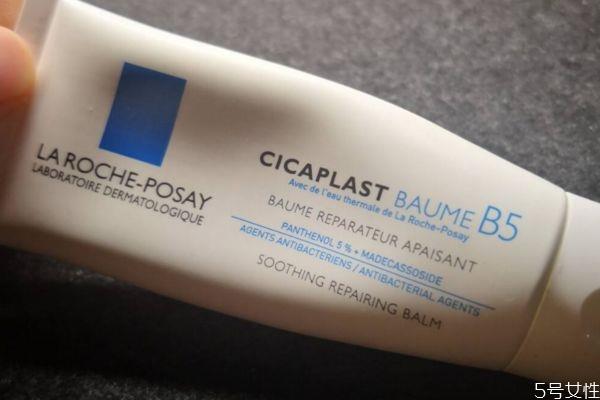 LA ROCHE-POSAY
LABORATOIRE DERMATOLOGIQUE
CICAPLAST BAUME B5
Avec de l'eau thermale de La Roche-Posay
BAUME REPARATEUR APAISANT
PANTHENOL 5% + MADECASSOSIDE
AGENTS ANTIBACTERIENS / ANTIBACTERIAL AGENTS
SOOTHING REPAIRING BALM
5号女性